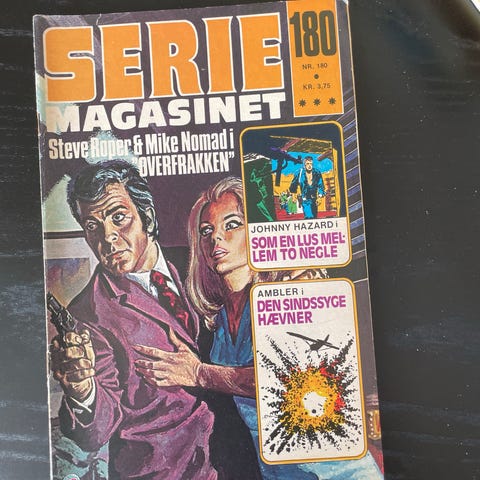 SERIE
MAGASINET
180
NR. 180
KR. 3,75
Steve Roper & Mike Nomad i
"OVERFRAKKEN"
JOHNNY HAZARD i
SOM EN LUS MEL-
LEM TO NEGLE
AMBLER i
DEN SINDSSYGE
HÆVNER